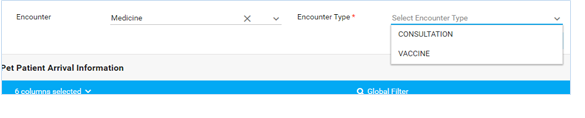 Encounter Medicine Encounter Type * Select Encounter Type
CONSULTATION
VACCINE
Pet Patient Arrival Information
6 columns selected Global Filter